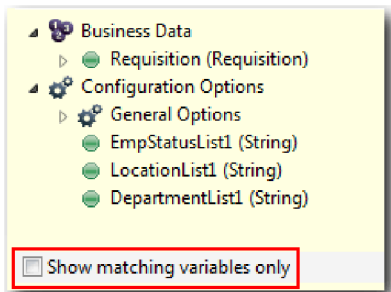 Business Data
Requisition (Requisition)
Configuration Options
General Options
EmpStatusList1 (String)
LocationList1 (String)
DepartmentList1 (String)
Show matching variables only